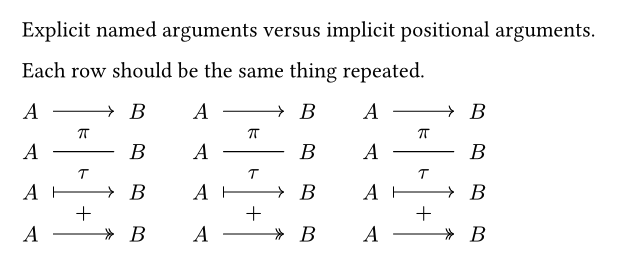 Explicit named arguments versus implicit positional arguments.
Each row should be the same thing repeated.
A ⟶ B A ⟶ B A ⟶ B
π π π
A — B A — B A — B
τ τ τ
A ⟼ B A ⟼ B A ⟼ B
+ + +
A ↠ B A ↠ B A ↠ B